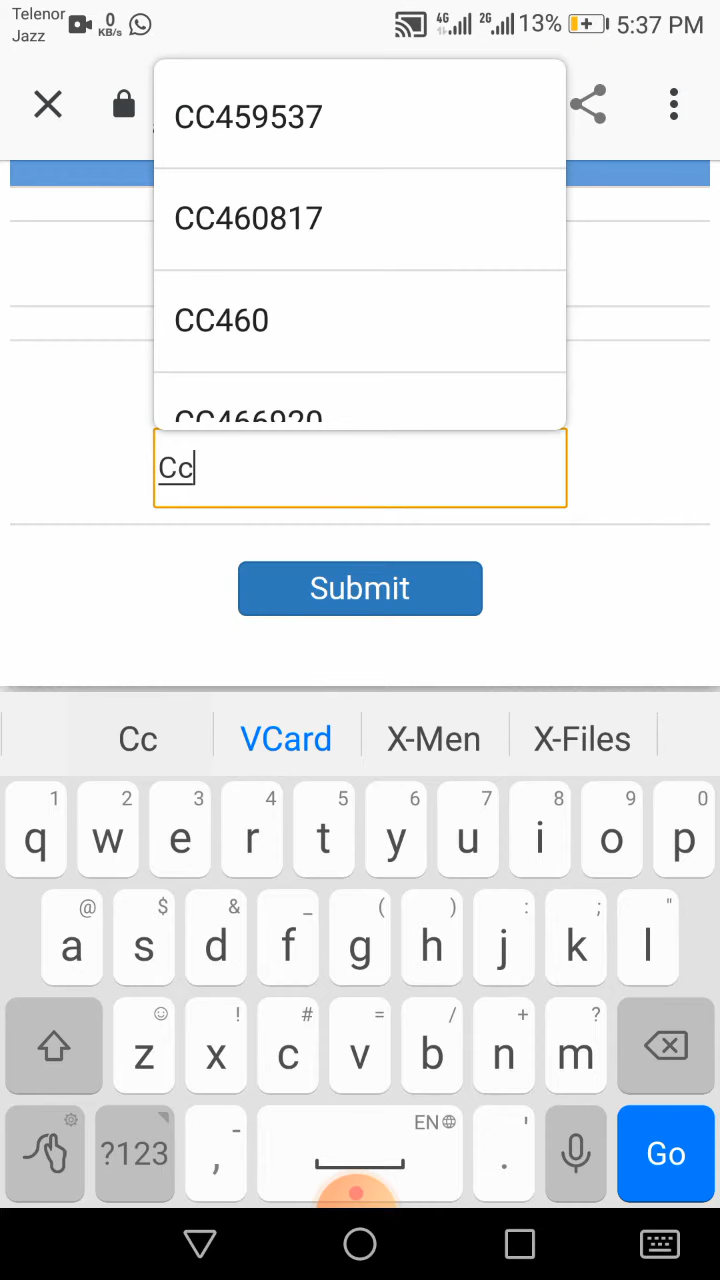 Telenor
Jazz
0
KB/s
4G
2G
13%
5:37 PM
CC459537
CC460817
CC460
CC466920
Cc
Submit
Cc VCard X-Men X-Files
1 2 3 4 5 6 7 8 9 0
q w e r t y u i o p
@ $ & _ ( ) : ; "
a s d f g h j k l
! # = / + ?
z x c v b n m
?123 , - EN . ' Go